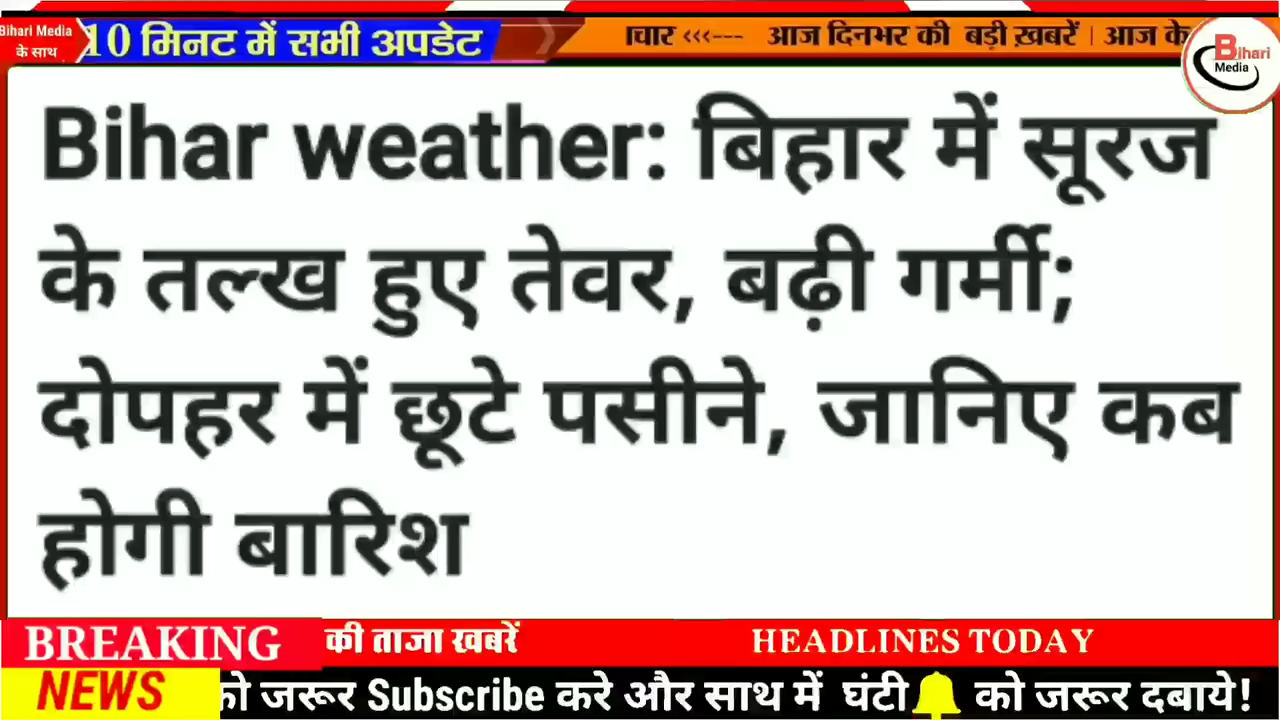 Bihari Media
के साथ
10 मिनट में सभी अपडेट
ाचार <<<--- आज दिनभर की बड़ी ख़बरें | आज के
Bihari
Media
Bihar weather: बिहार में सूरज
के तल्ख हुए तेवर, बढ़ी गर्मी;
दोपहर में छूटे पसीने, जानिए कब
होगी बारिश
BREAKING
NEWS
की ताजा खबरें HEADLINES TODAY
को जरूर Subscribe करे और साथ में घंटी🔔 को जरूर दबाये!